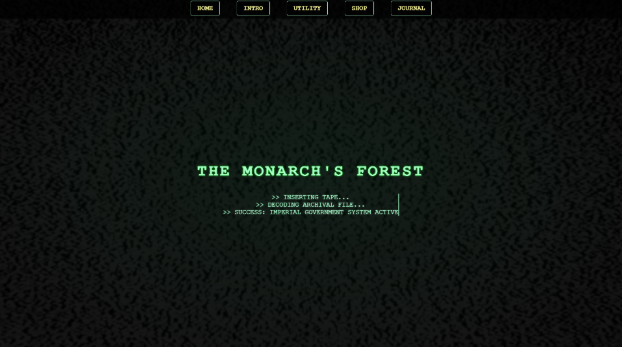 HOME INTRO UTILITY SHOP JOURNAL
THE MONARCH'S FOREST
>> INSERTING TAPE...
>> DECODING ARCHIVAL FILE...
>> SUCCESS: IMPERIAL GOVERNMENT SYSTEM ACTIVE